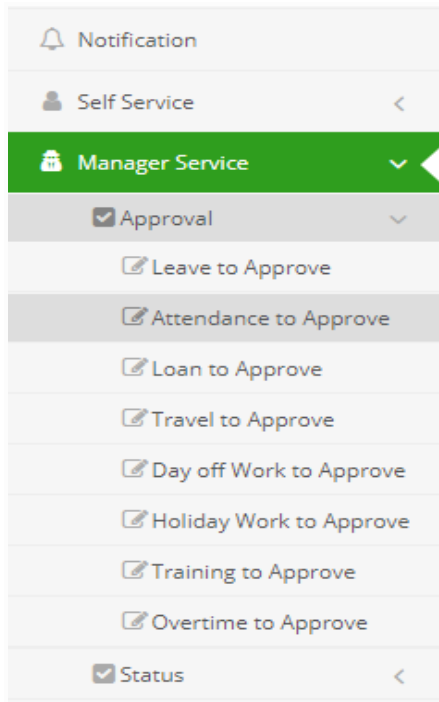 Notification
Self Service
Manager Service
Approval
Leave to Approve
Attendance to Approve
Loan to Approve
Travel to Approve
Day off Work to Approve
Holiday Work to Approve
Training to Approve
Overtime to Approve
Status